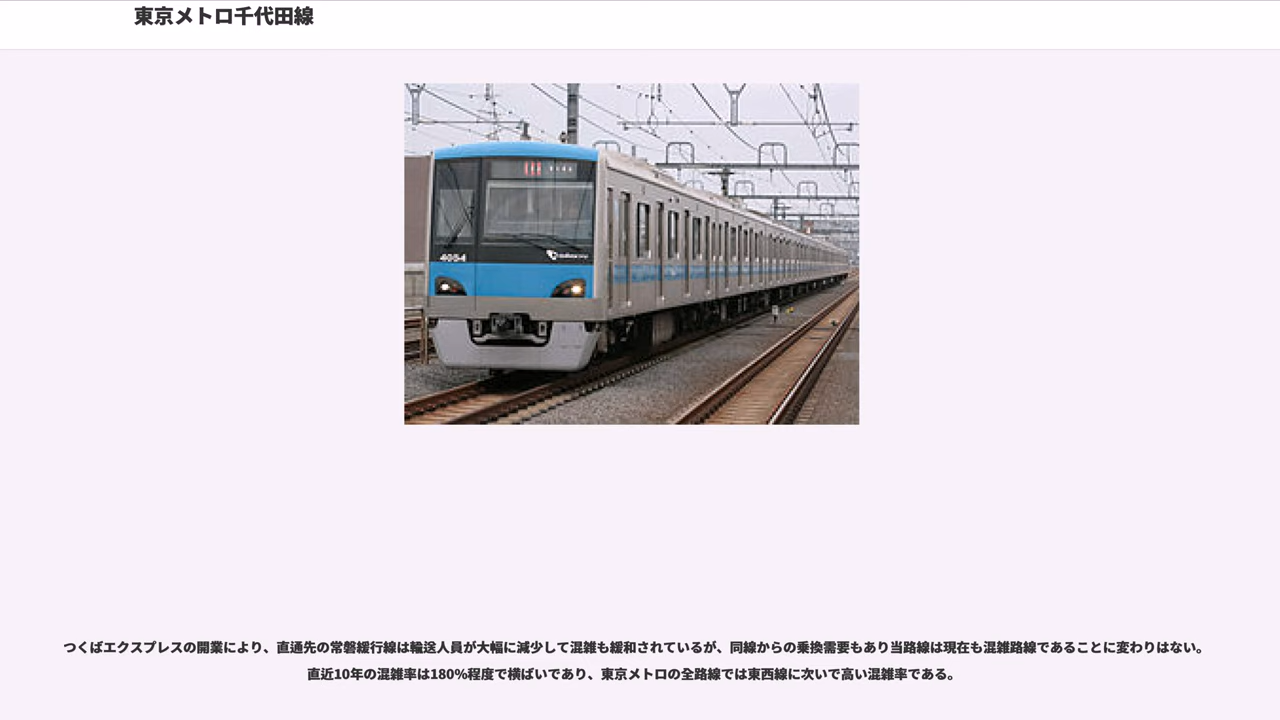 東京メトロ千代田線
4054
つくばエクスプレスの開業により、直通先の常磐緩行線は輸送人員が大幅に減少して混雑も緩和されているが、同線からの乗換需要もあり当路線は現在も混雑路線であることに変わりはない。
直近10年の混雑率は180%程度で横ばいであり、東京メトロの全路線では東西線に次いで高い混雑率である。